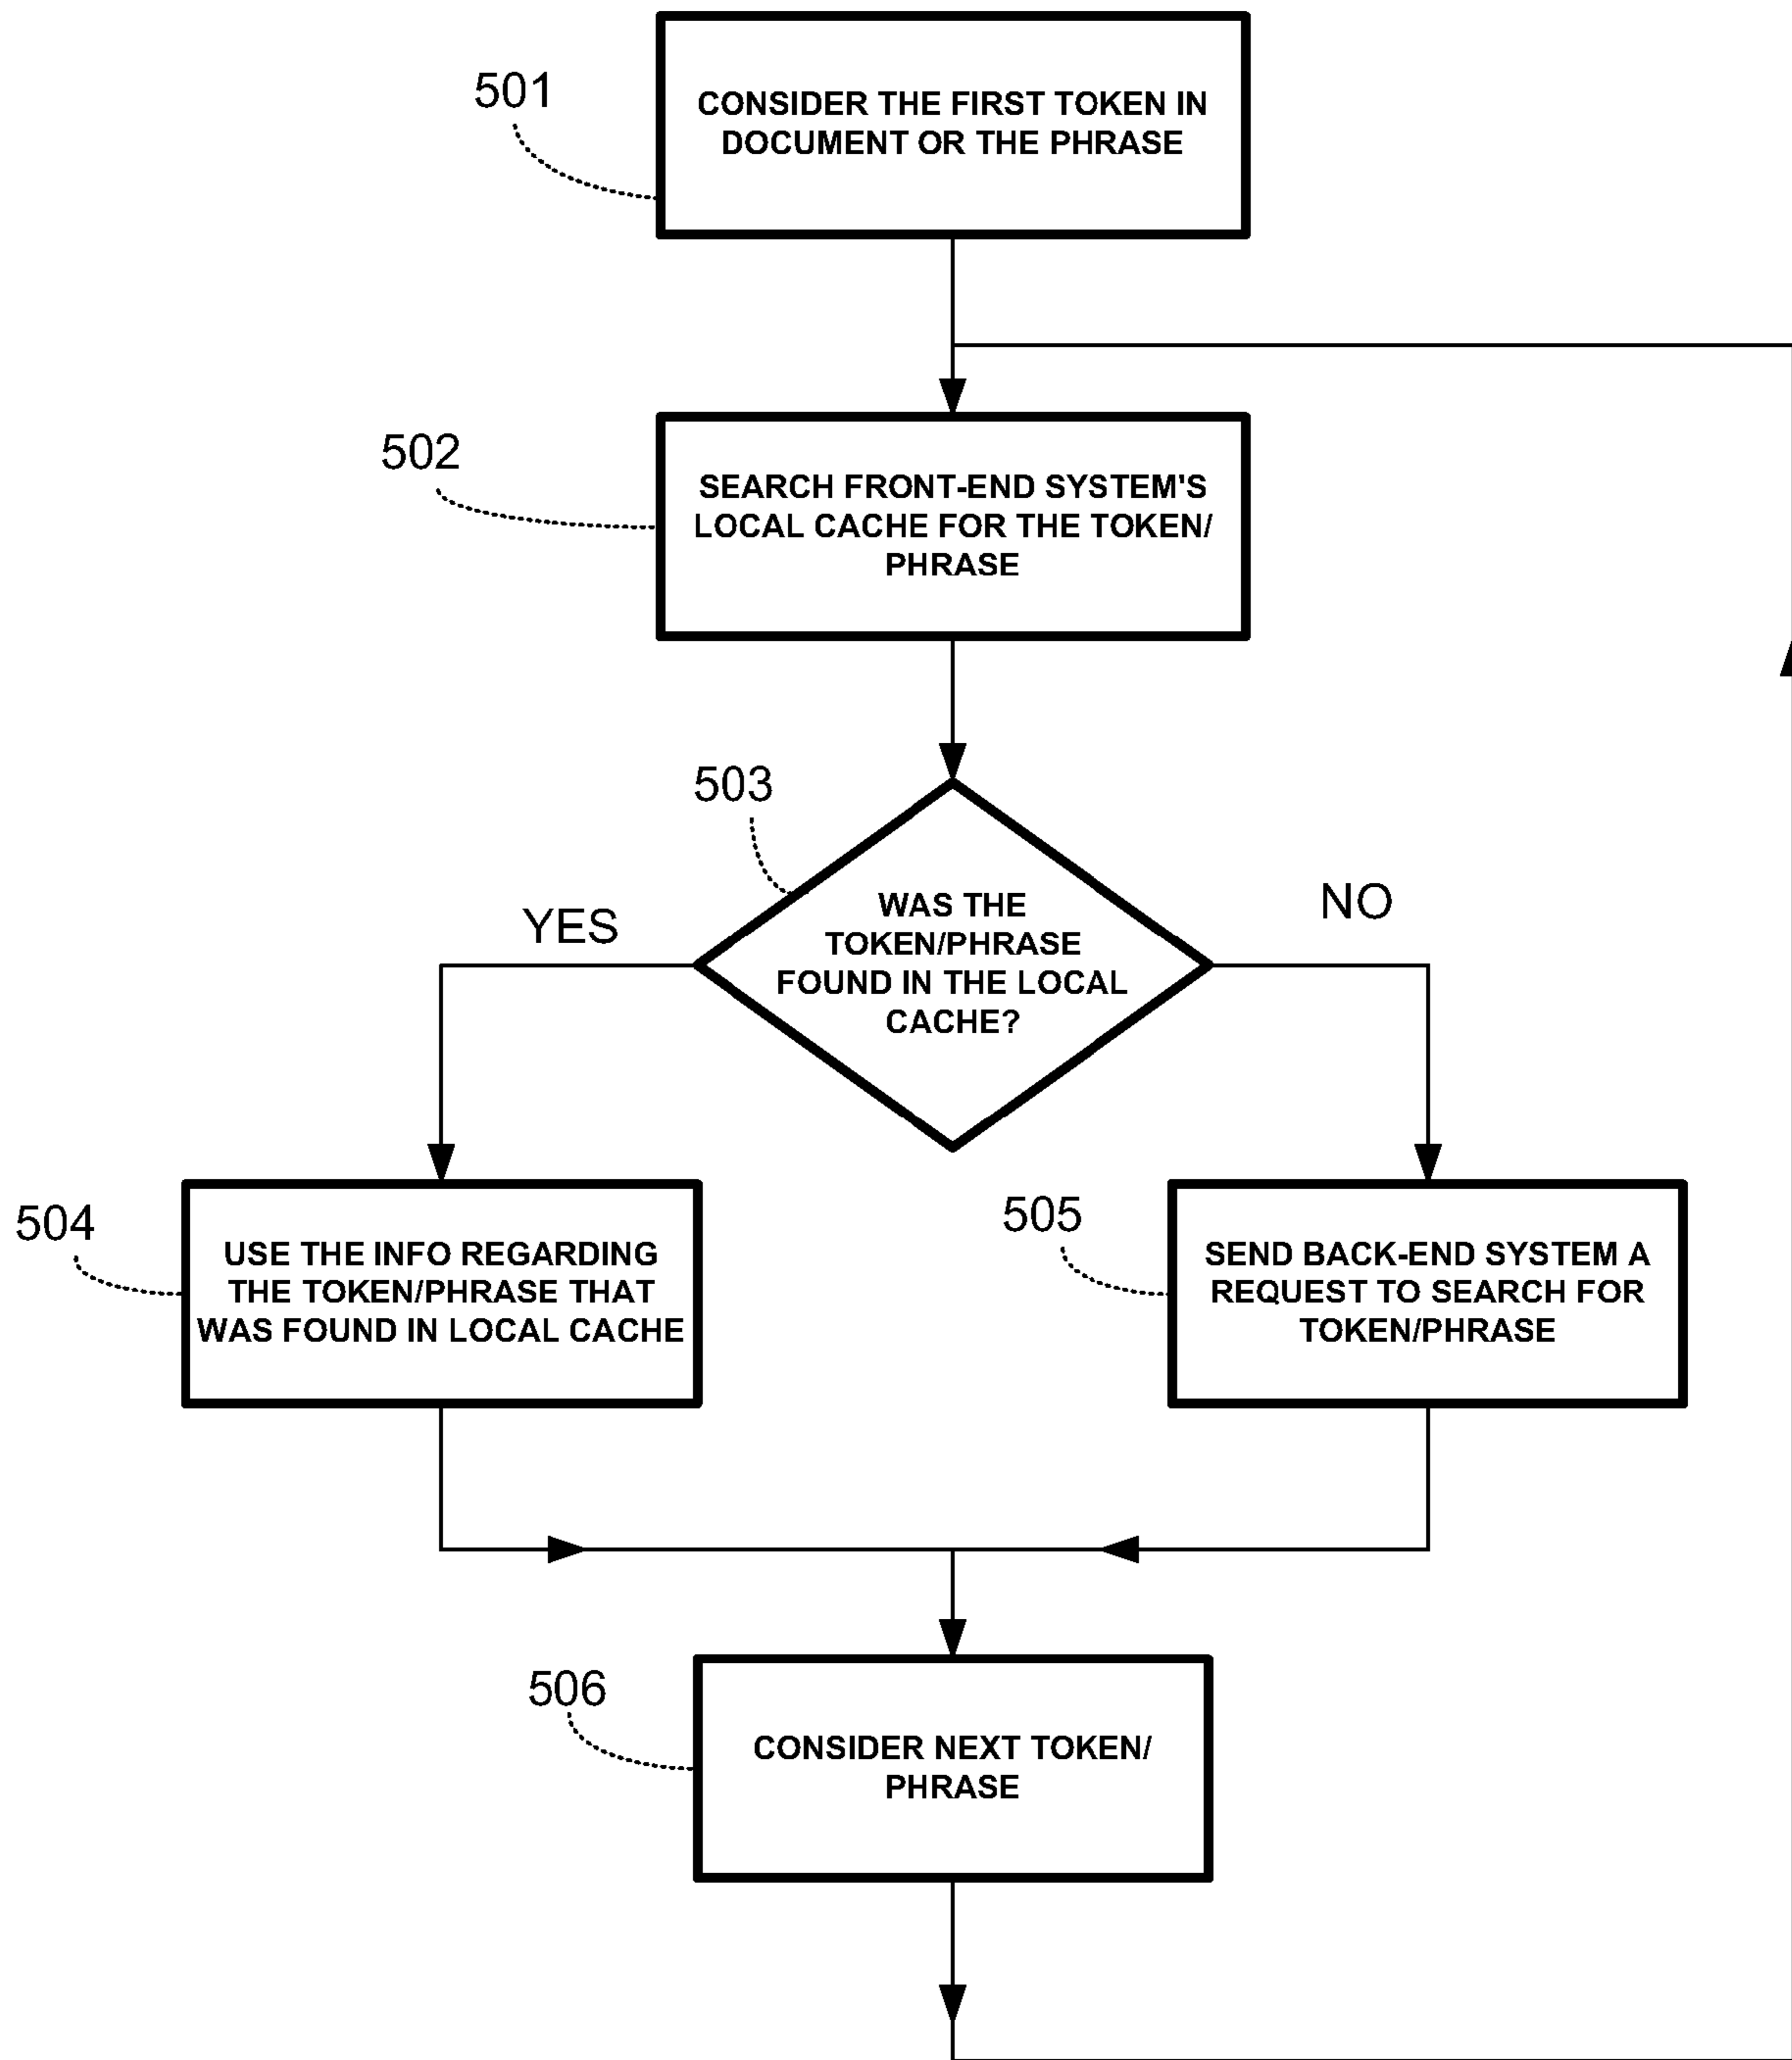 501
CONSIDER THE FIRST TOKEN IN
DOCUMENT OR THE PHRASE
502
SEARCH FRONT-END SYSTEM'S
LOCAL CACHE FOR THE TOKEN/
PHRASE
503
WAS THE
TOKEN/PHRASE
FOUND IN THE LOCAL
CACHE?
YES
NO
504
USE THE INFO REGARDING
THE TOKEN/PHRASE THAT
WAS FOUND IN LOCAL CACHE
505
SEND BACK-END SYSTEM A
REQUEST TO SEARCH FOR
TOKEN/PHRASE
506
CONSIDER NEXT TOKEN/
PHRASE